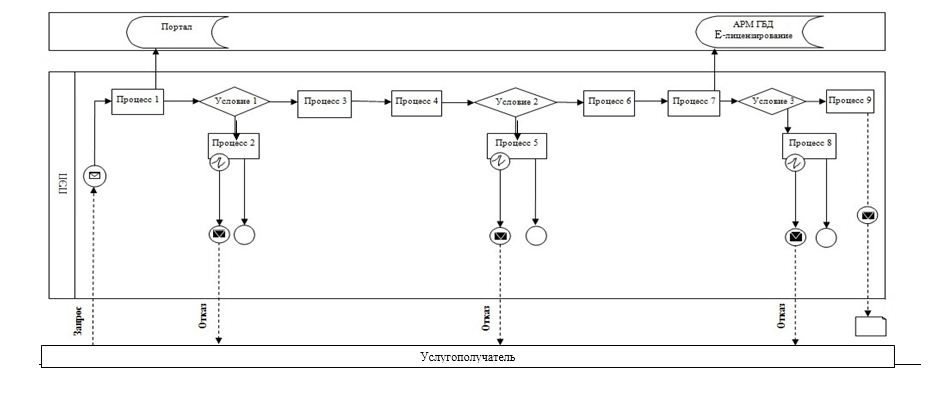 Портал
АРМ ГБД
Е-лицензирование
Процесс 1
Условие 1
Процесс 3
Процесс 4
Условие 2
Процесс 6
Процесс 7
Условие 3
Процесс 9
Процесс 2
Процесс 5
Процесс 8
Запрос
Отказ
Отказ
Отказ
Услугополучатель